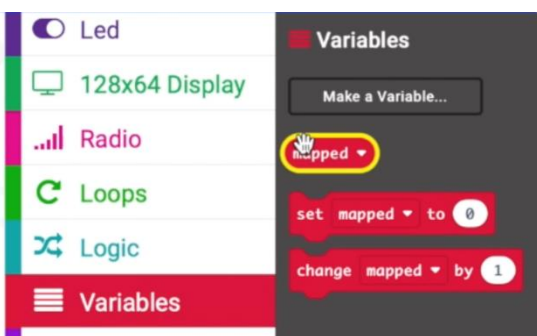 Led
128x64 Display
Radio
Loops
Logic
Variables
Variables
Make a Variable...
mapped
set mapped to 0
change mapped by 1